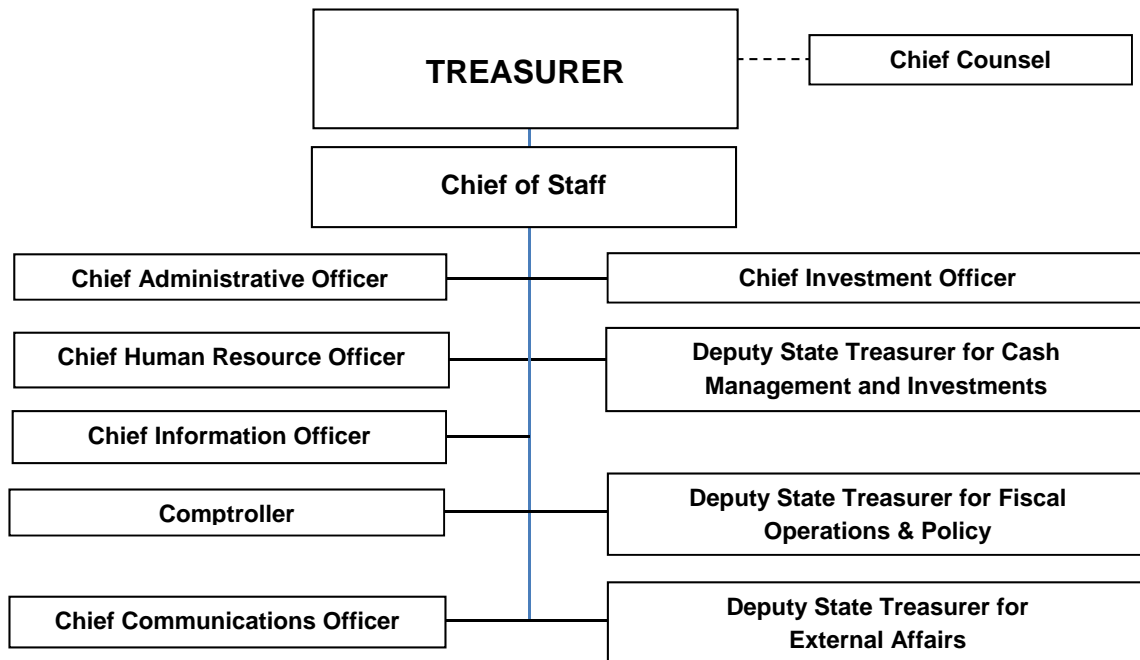 TREASURER
Chief Counsel
Chief of Staff
Chief Administrative Officer
Chief Investment Officer
Chief Human Resource Officer
Deputy State Treasurer for Cash
Management and Investments
Chief Information Officer
Comptroller
Deputy State Treasurer for Fiscal
Operations & Policy
Chief Communications Officer
Deputy State Treasurer for
External Affairs